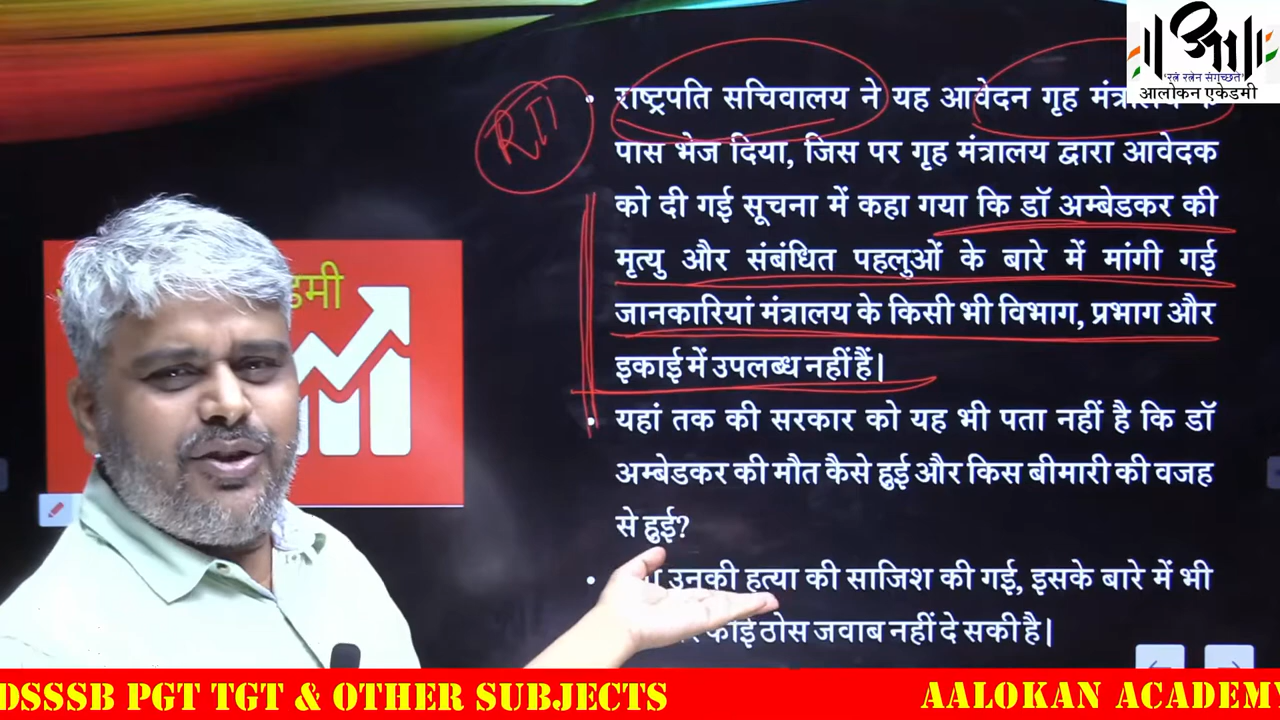 आ
'रत्नं रत्नेन संगच्छते'
आलोकन एकेडमी
RTI
• राष्ट्रपति सचिवालय ने यह आवेदन गृह
पास भेज दिया, जिस पर गृह मंत्रालय द्वारा आवेदक
को दी गई सूचना में कहा गया कि डॉ अम्बेडकर की
मृत्यु और संबंधित पहलुओं के बारे में मांगी गई
जानकारियां मंत्रालय के किसी भी विभाग, प्रभाग और
इकाई में उपलब्ध नहीं हैं।
• यहां तक की सरकार को यह भी पता नहीं है कि डॉ
अम्बेडकर की मौत कैसे हुई और किस बीमारी की वजह
से हुई?
• उनकी हत्या की साजिश की गई, इसके बारे में भी
कोई ठोस जवाब नहीं दे सकी है।
DSSSB PGT TGT & OTHER SUBJECTS
AALOKAN ACADEMY